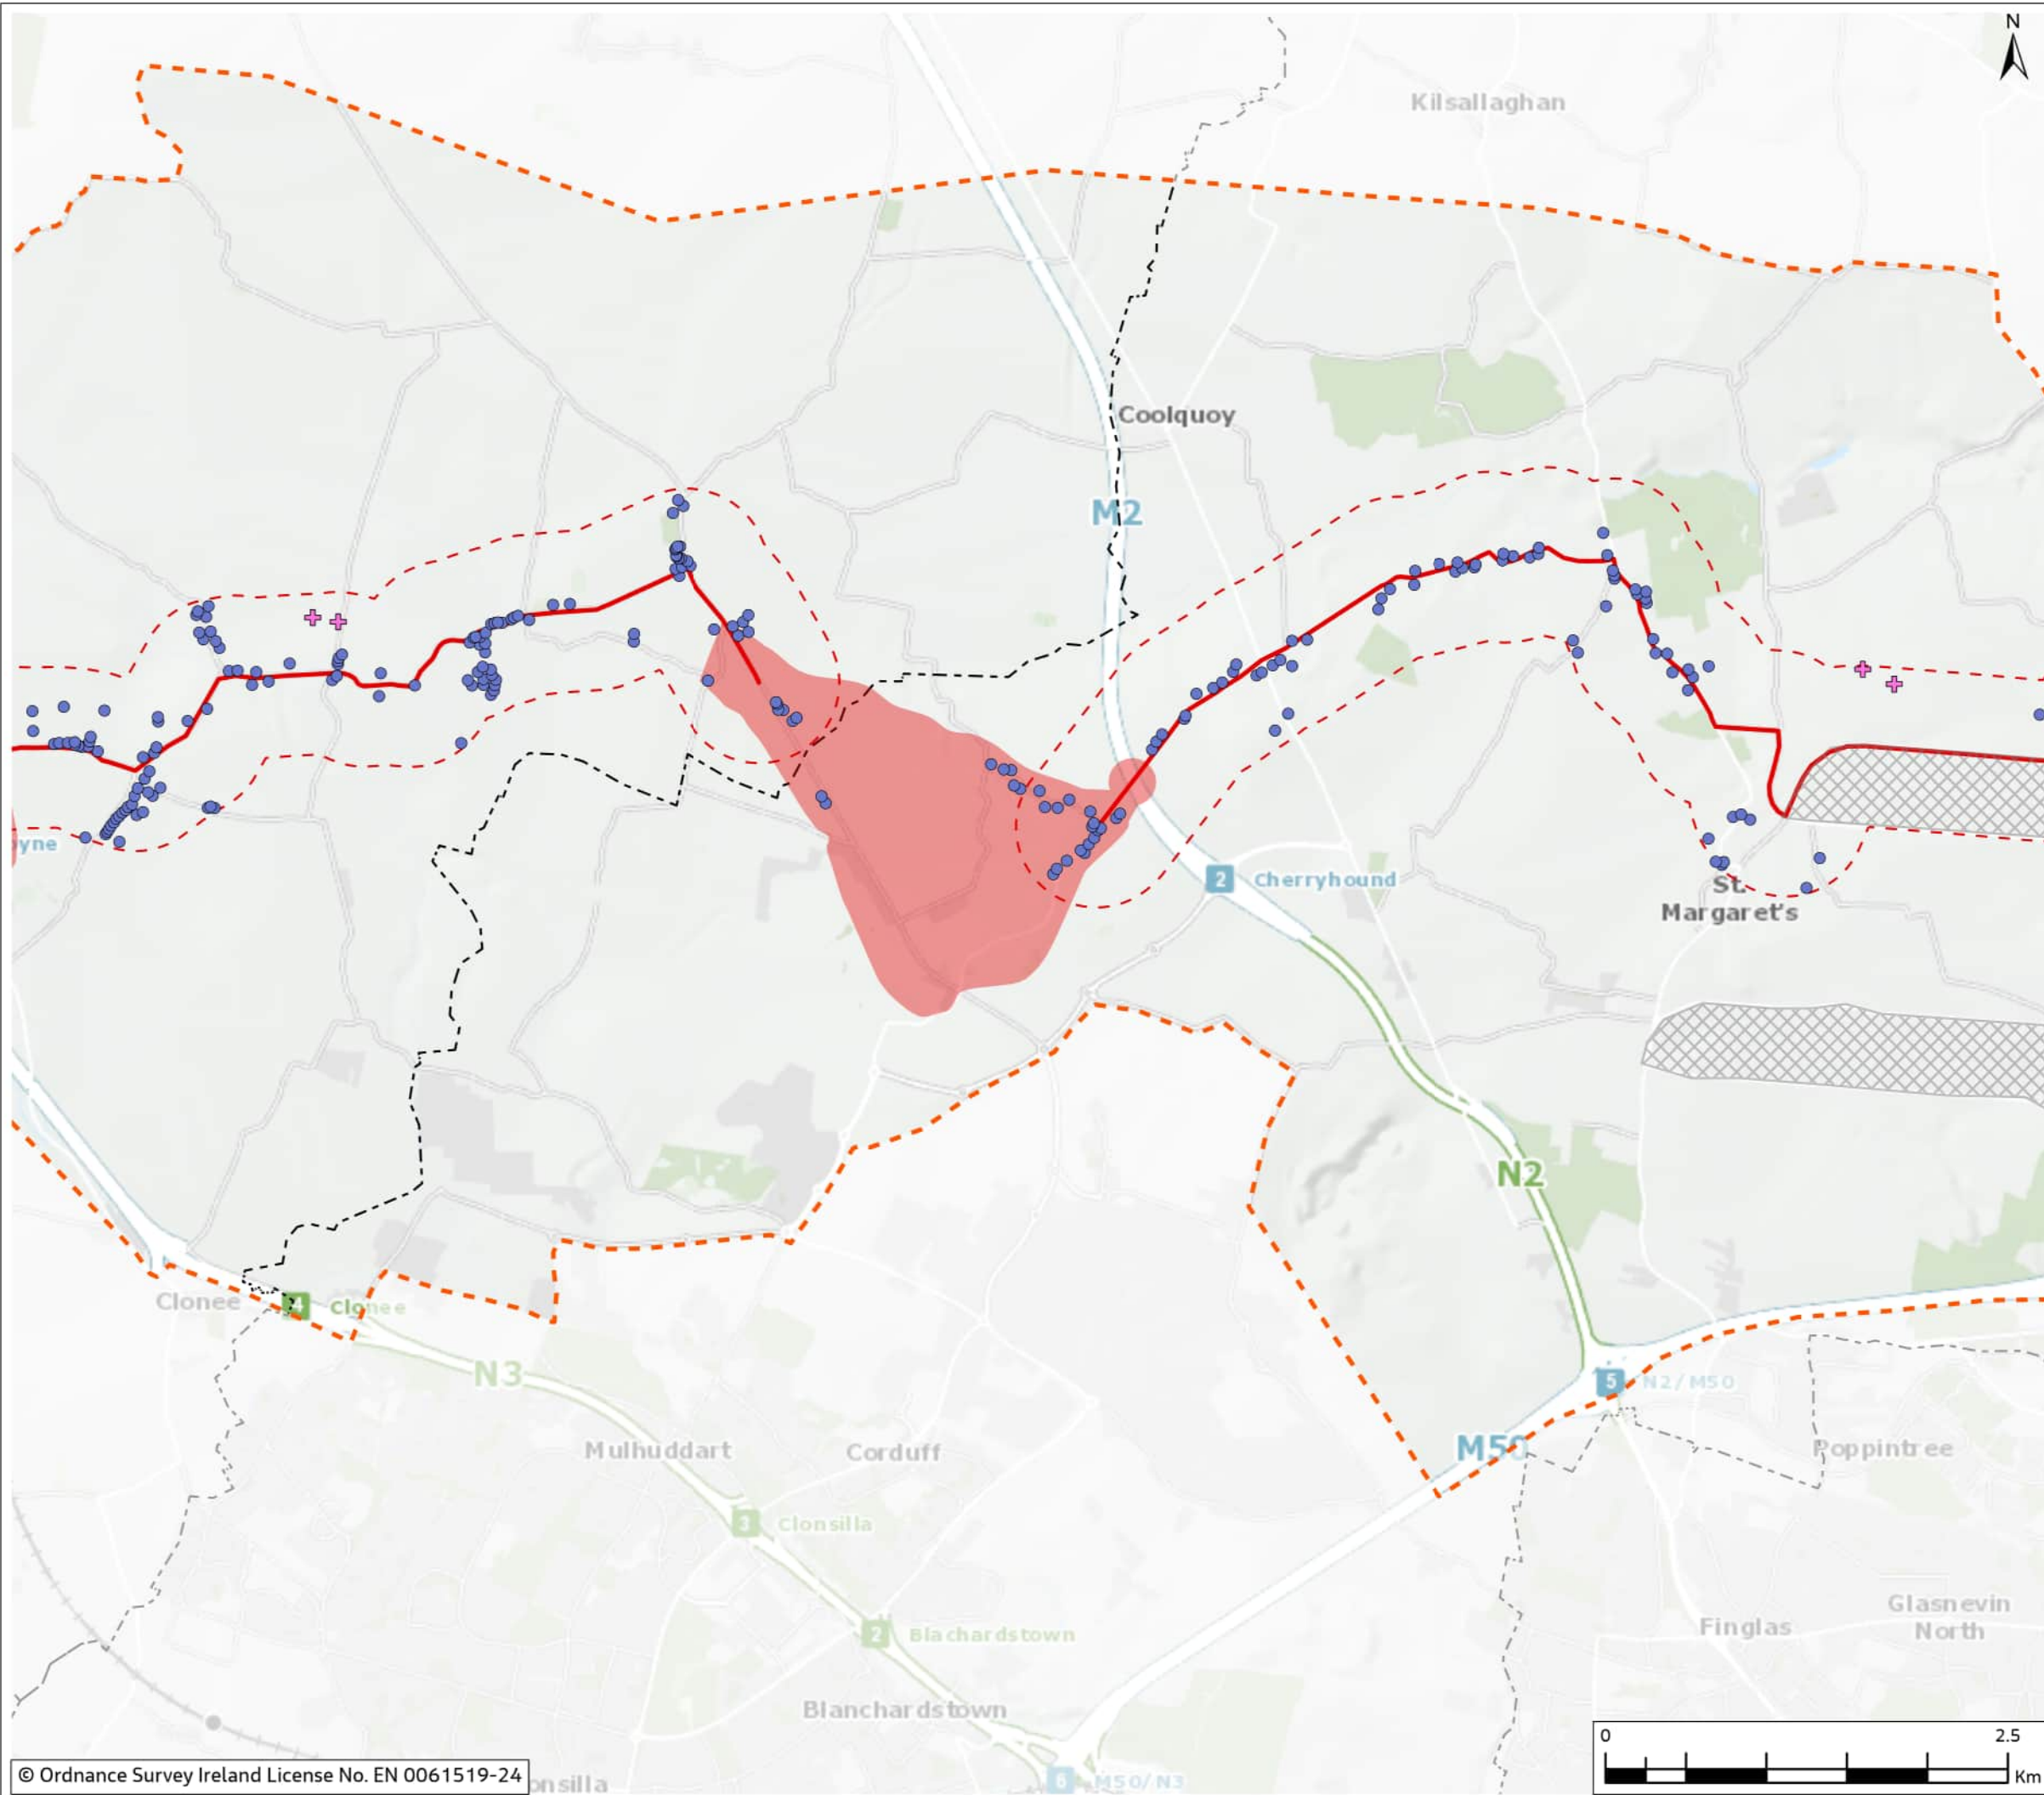 N
Kilsallaghan
Coolquoy
M2
yne
2
Cherryhound
St.
Margaret's
N2
Clonee
4
Clonee
N3
5
N2/M50
M50
Mulhuddart
Corduff
Poppintree
3
Clonsilla
2
Blachardstown
Finglas
Glasnevin
North
Blanchardstown
0
2.5
Km
© Ordnance Survey Ireland License No. EN 0061519-24
onsilla
6
M50/N3